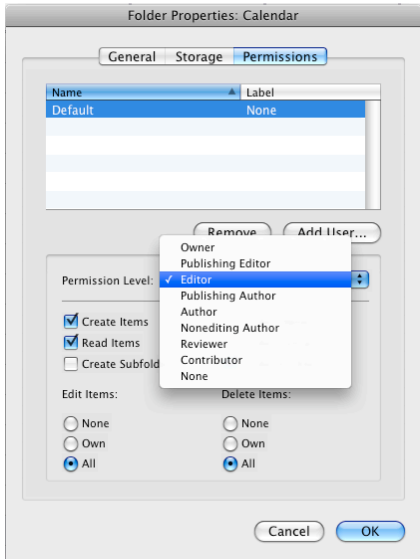 Folder Properties: Calendar
General Storage Permissions
Name Label
Default None
Remove Add User...
Owner
Publishing Editor
Permission Level: ✓ Editor
Publishing Author
Author
Create Items Nonediting Author
Read Items Reviewer
Create Subfold Contributor
None
Edit Items: Delete Items:
None None
Own Own
All All
Cancel OK